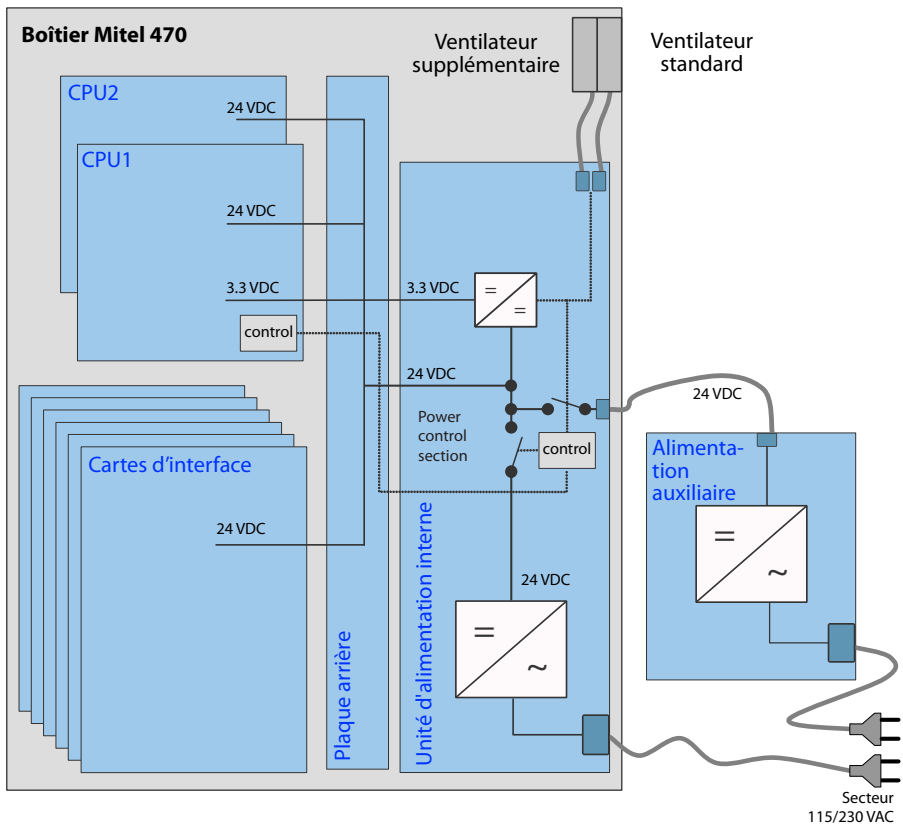 Boîtier Mitel 470
Ventilateur
supplémentaire
Ventilateur
standard
CPU2
24 VDC
CPU1
24 VDC
3.3 VDC
3.3 VDC
=
=
control
24 VDC
24 VDC
Power
control
section
control
Cartes d'interface
24 VDC
Alimenta-
tion
auxiliaire
=
~
24 VDC
=
~
Plaque arrière
Unité d'alimentation interne
Secteur
115/230 VAC